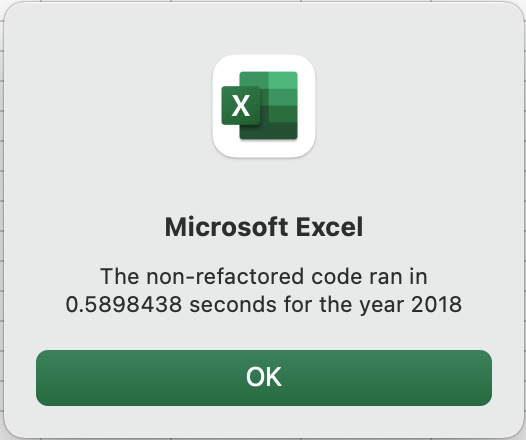 X
Microsoft Excel
The non-refactored code ran in
0.5898438 seconds for the year 2018
OK